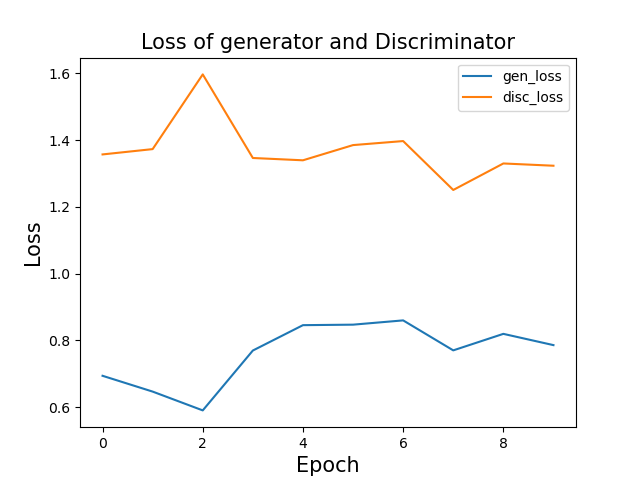 Loss of generator and Discriminator
gen_loss
disc_loss
Loss
1.6
1.4
1.2
1.0
0.8
0.6
0 2 4 6 8
Epoch